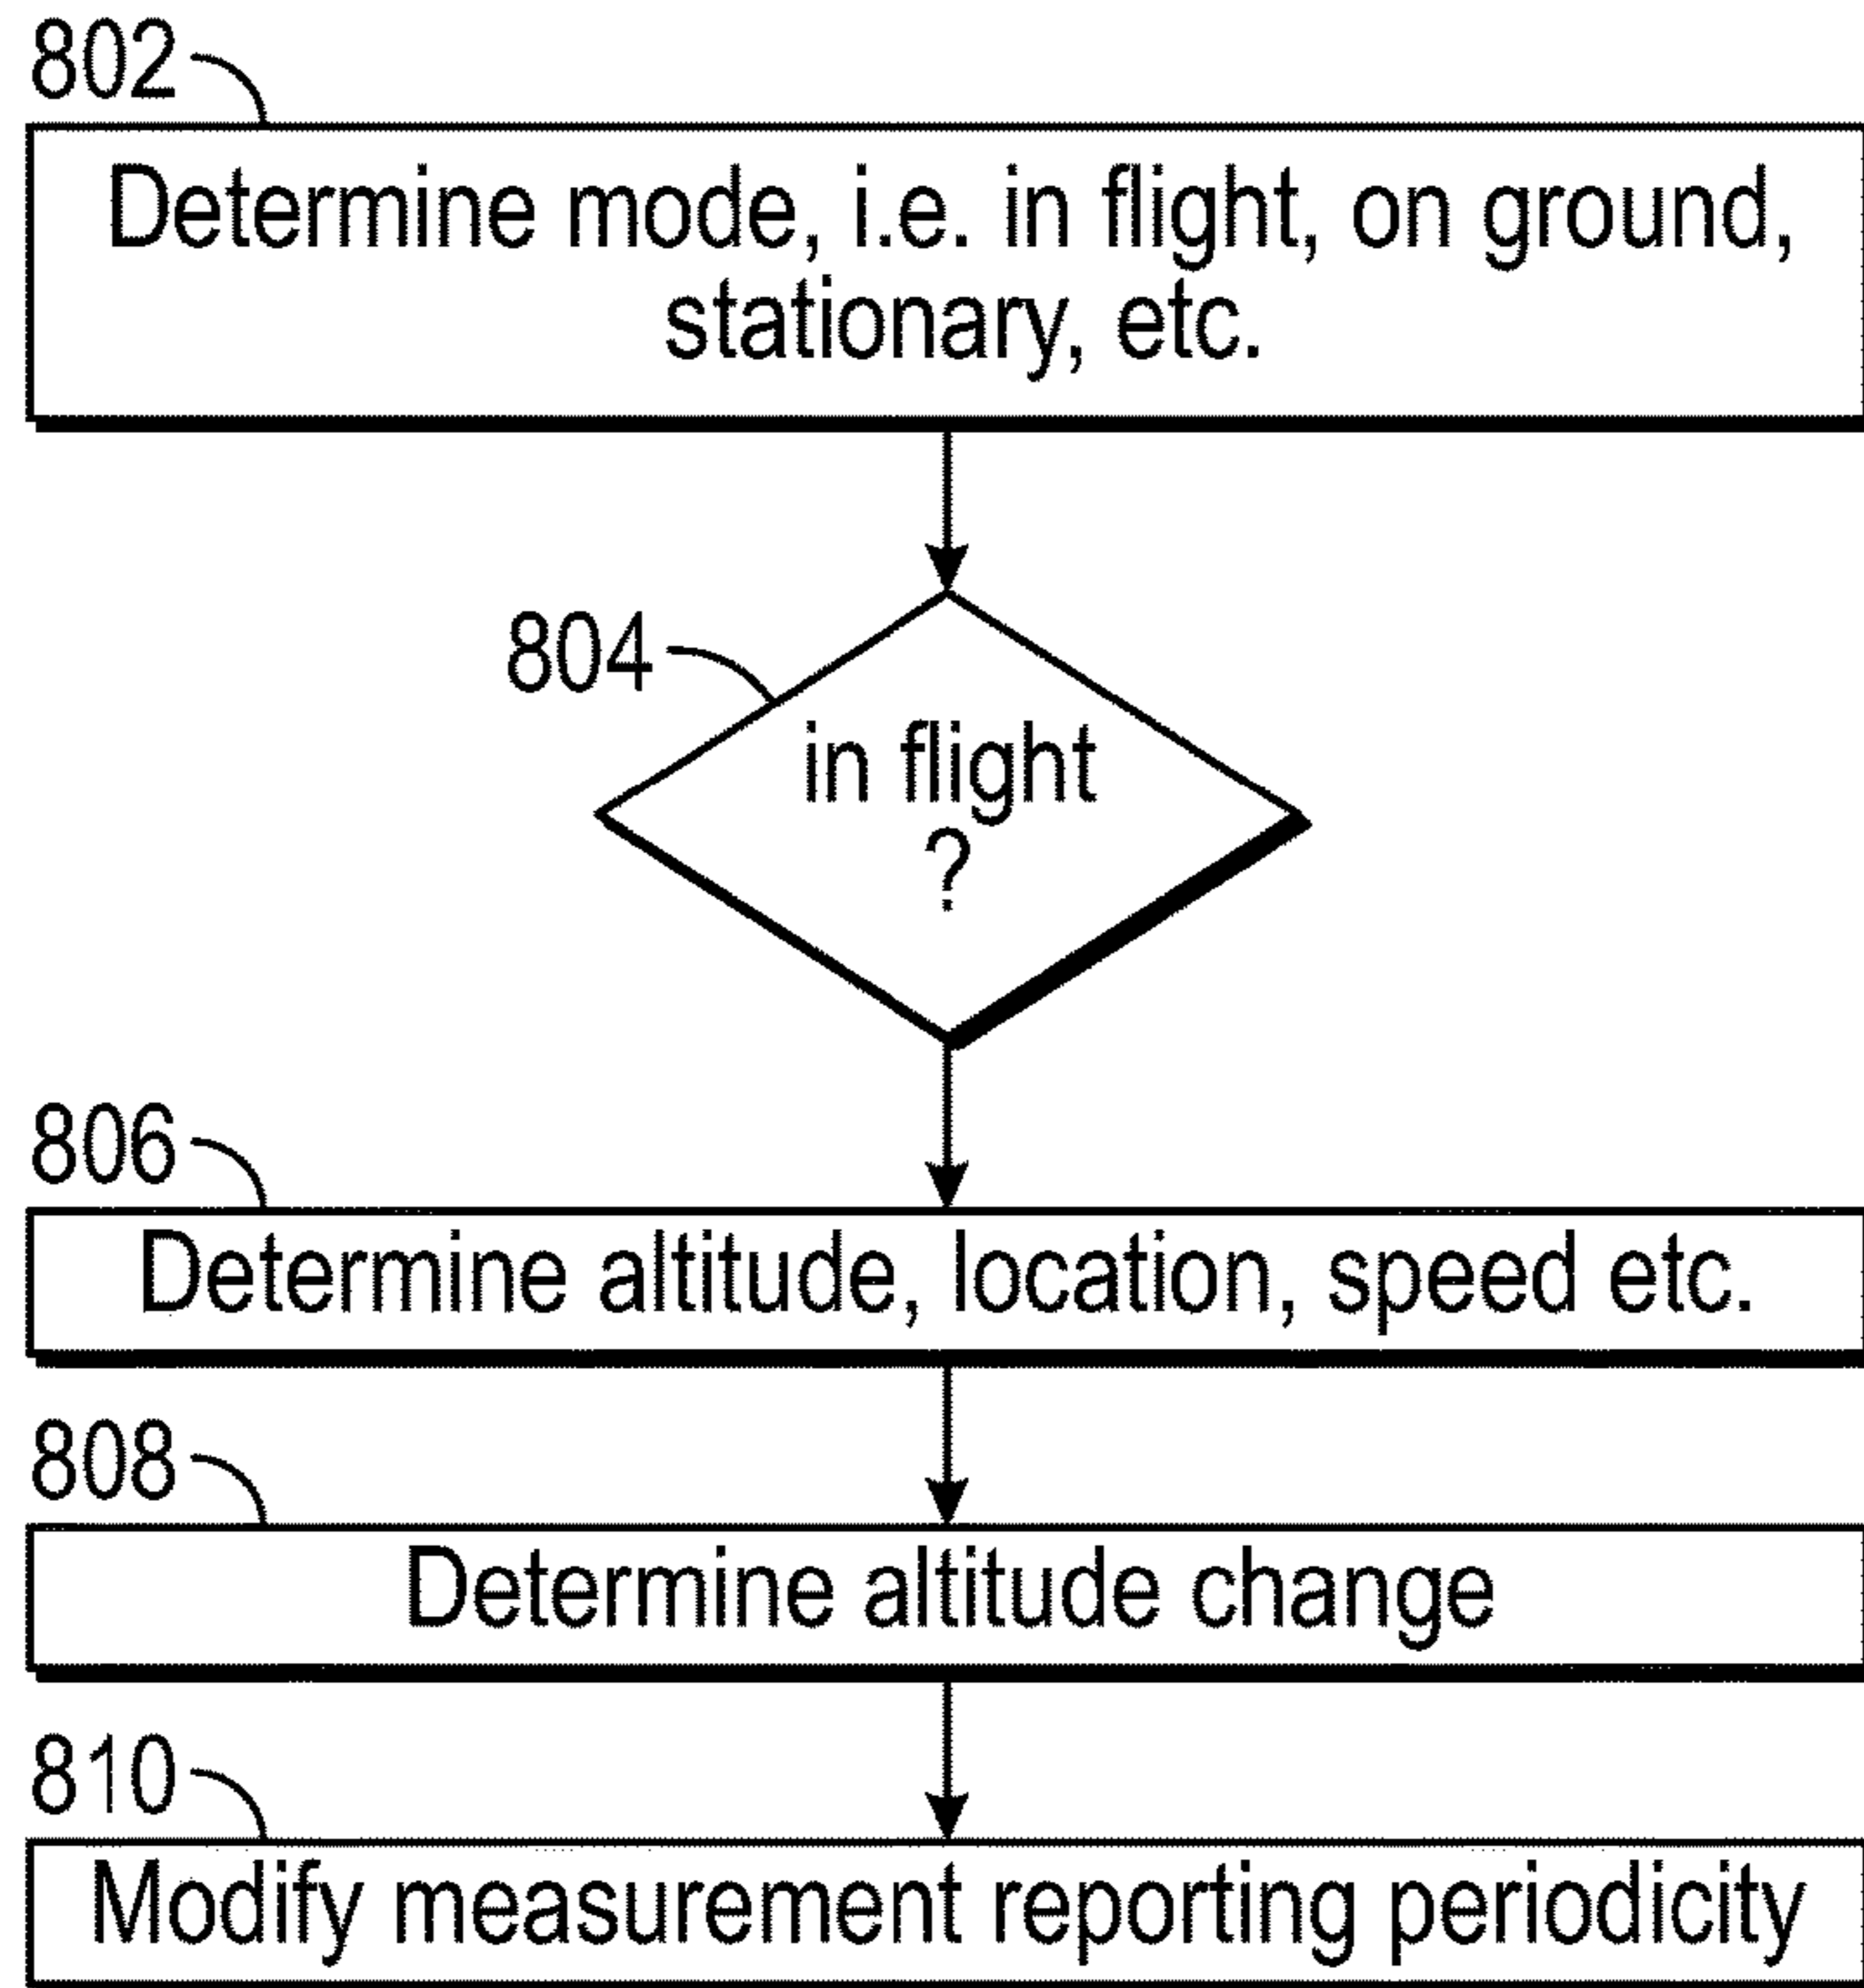 802
Determine mode, i.e. in flight, on ground,
stationary, etc.
804
in flight
?
806
Determine altitude, location, speed etc.
808
Determine altitude change
810
Modify measurement reporting periodicity